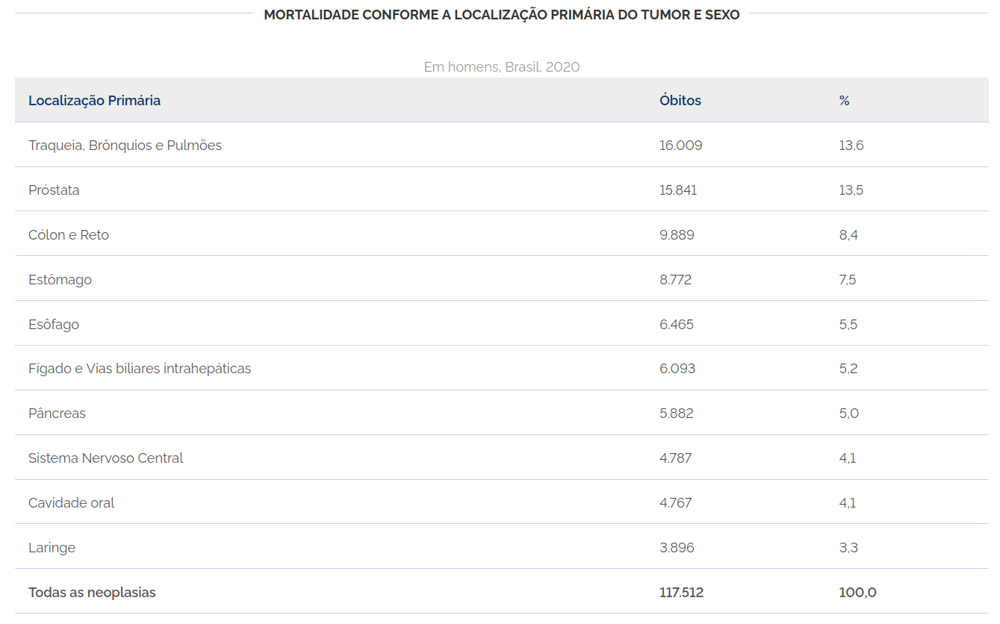 MORTALIDADE CONFORME A LOCALIZAÇÃO PRIMÁRIA DO TUMOR E SEXO
Em homens, Brasil, 2020
Localização Primária Óbitos %
Traqueia, Brônquios e Pulmões 16.009 13,6
Próstata 15.841 13,5
Cólon e Reto 9.889 8,4
Estômago 8.772 7,5
Esôfago 6.465 5,5
Fígado e Vias biliares intrahepáticas 6.093 5,2
Pâncreas 5.882 5,0
Sistema Nervoso Central 4.787 4,1
Cavidade oral 4.767 4,1
Laringe 3.896 3,3
Todas as neoplasias 117.512 100,0